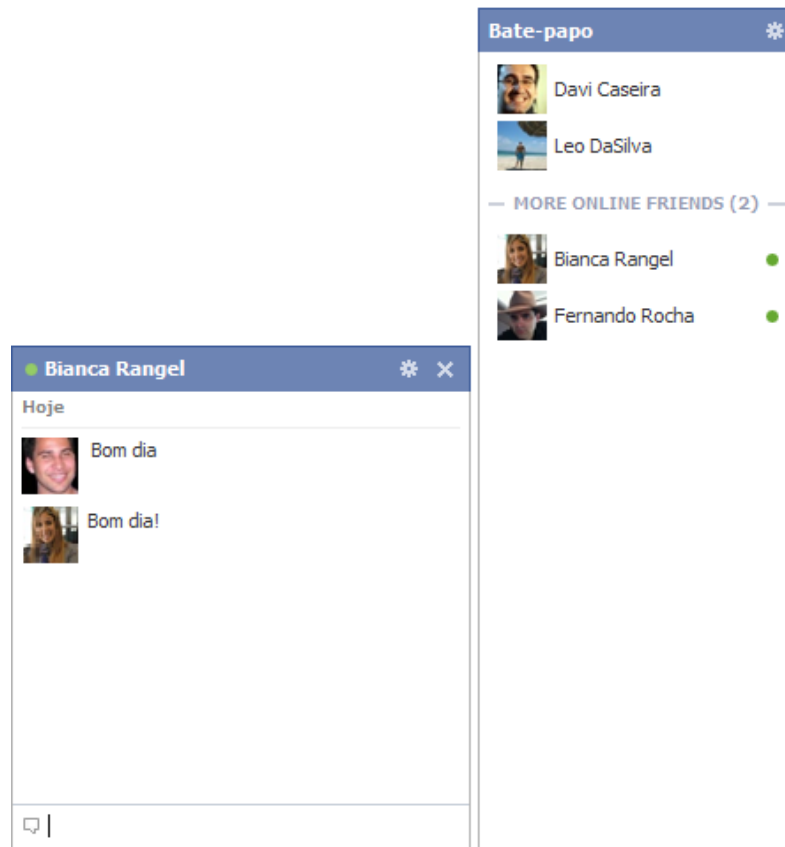 Bate-papo
Davi Caseira
Leo DaSilva
MORE ONLINE FRIENDS (2)
Bianca Rangel
Fernando Rocha
Bianca Rangel
Hoje
Bom dia
Bom dia!